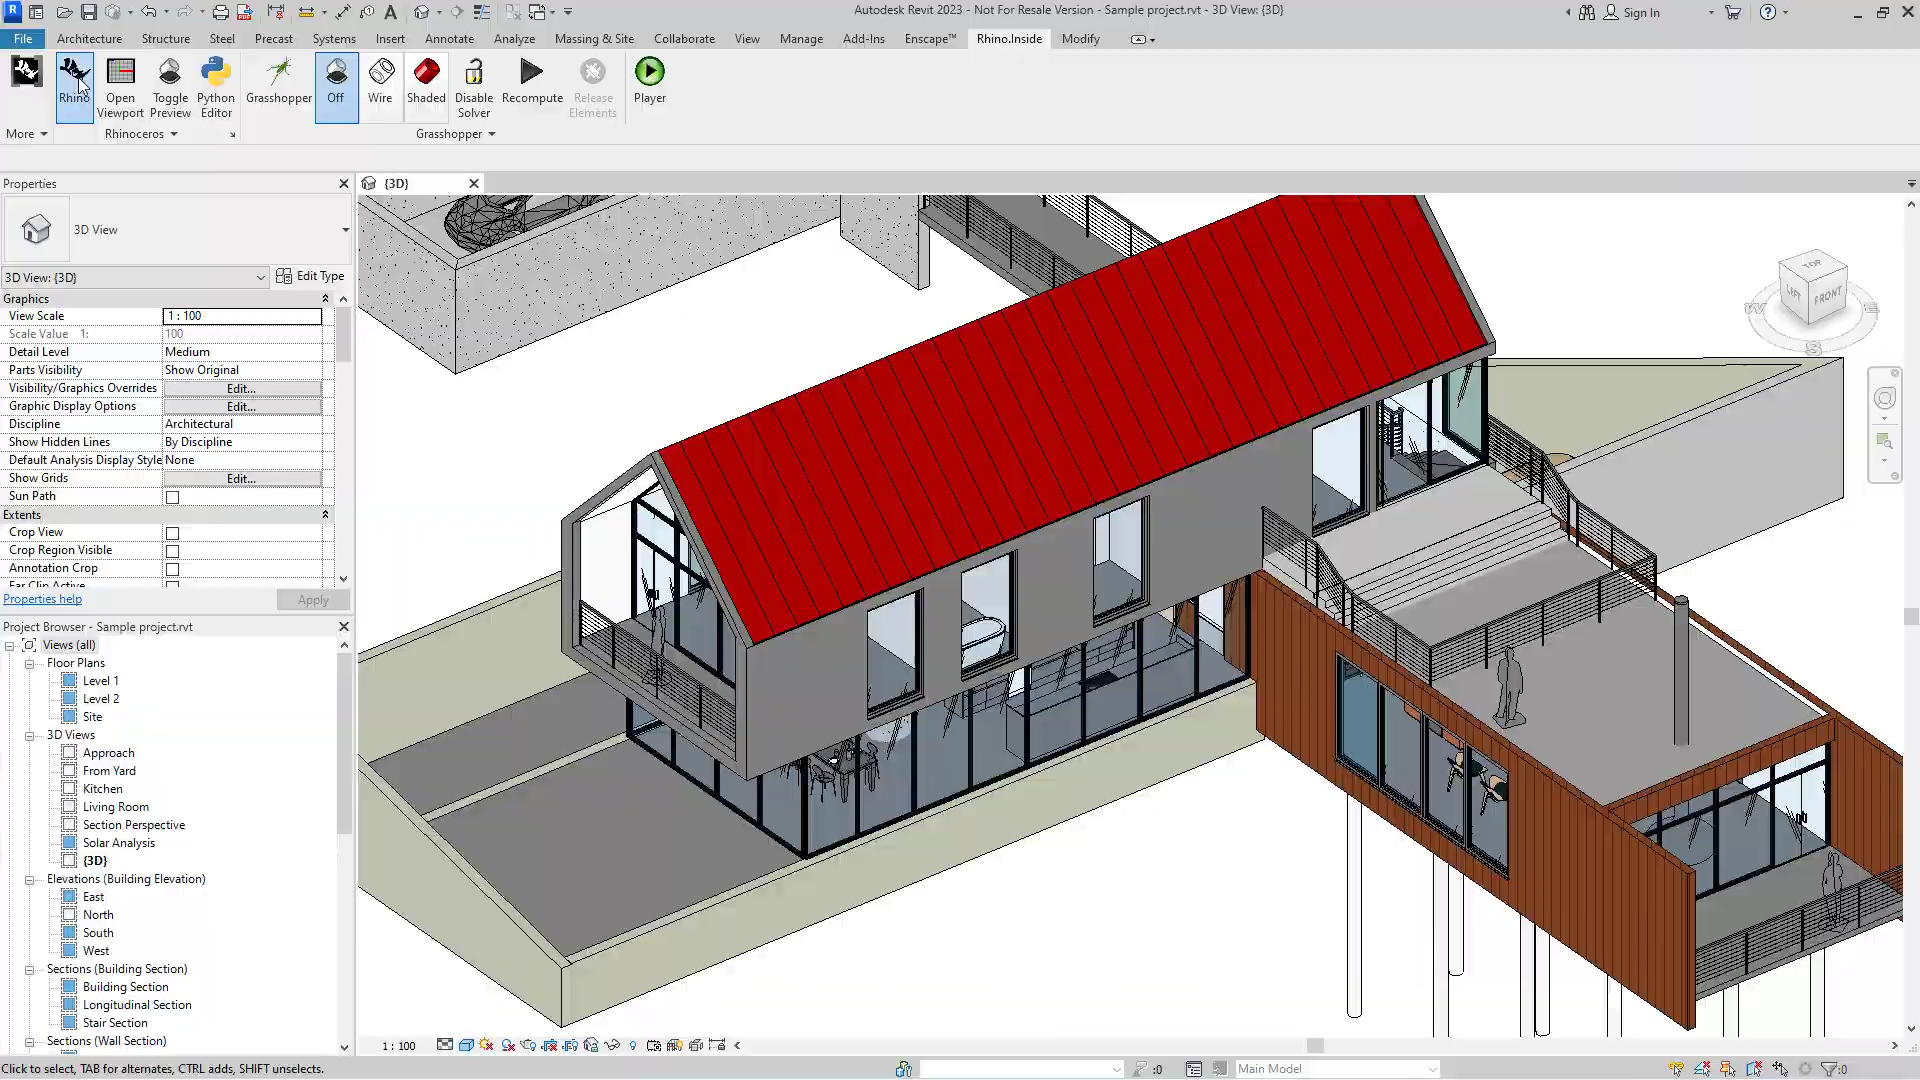 Autodesk Revit 2023 - Not For Resale Version - Sample project.rvt - 3D View: {3D}
Sign In
File Architecture Structure Steel Precast Systems Insert Annotate Analyze Massing & Site Collaborate View Manage Add-Ins Enscape™ Rhino.Inside Modify
Rhino
Open Viewport
Toggle Preview
Python Editor
Grasshopper
Off
Wire
Shaded
Disable Solver
Recompute
Release Elements
Player
More
Rhinoceros
Grasshopper
Properties
{3D}
3D View
3D View: {3D}
Edit Type
Graphics
View Scale 1 : 100
Scale Value 1: 100
Detail Level Medium
Parts Visibility Show Original
Visibility/Graphics Overrides Edit...
Graphic Display Options Edit...
Discipline Architectural
Show Hidden Lines By Discipline
Default Analysis Display Style None
Show Grids Edit...
Sun Path
Extents
Crop View
Crop Region Visible
Annotation Crop
Far Clip Active
Properties help
Apply
Project Browser - Sample project.rvt
Views (all)
Floor Plans
Level 1
Level 2
Site
3D Views
Approach
From Yard
Kitchen
Living Room
Section Perspective
Solar Analysis
{3D}
Elevations (Building Elevation)
East
North
South
West
Sections (Building Section)
Building Section
Longitudinal Section
Stair Section
Sections (Wall Section)
TOP
LEFT
FRONT
W
E
S
1 : 100
Click to select, TAB for alternates, CTRL adds, SHIFT unselects.
:0
Main Model
:0